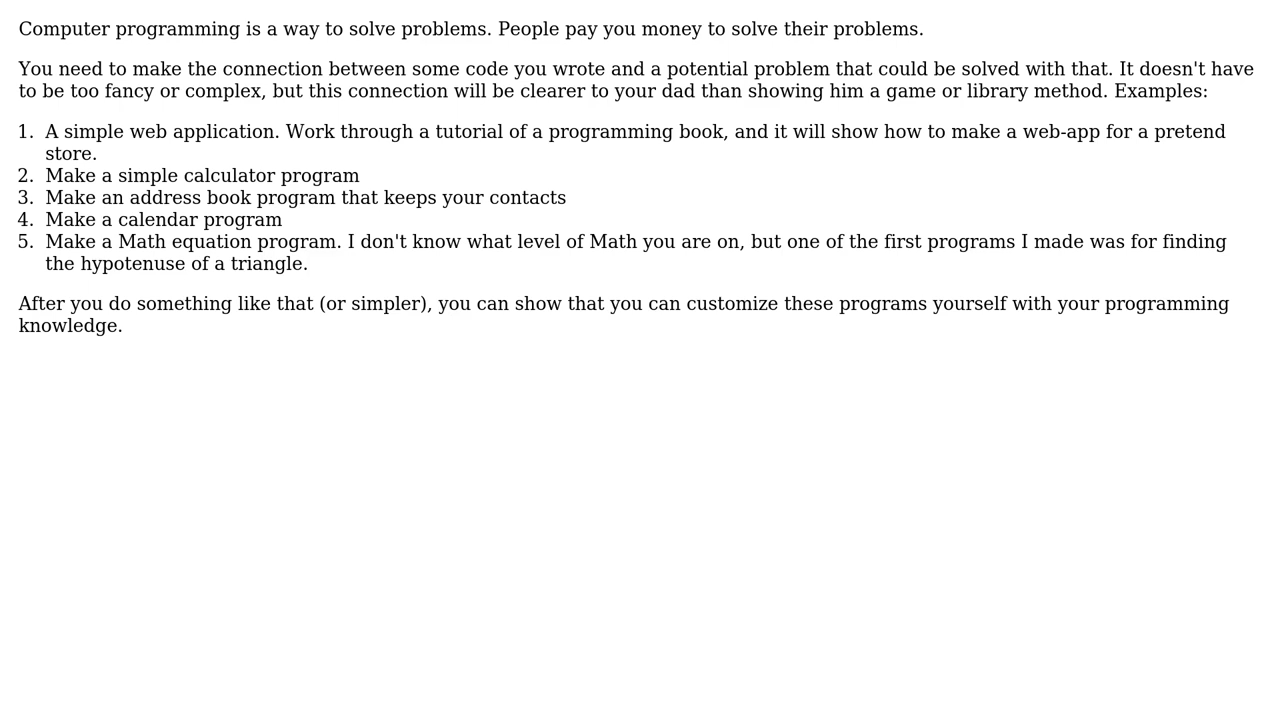 Computer programming is a way to solve problems. People pay you money to solve their problems.
You need to make the connection between some code you wrote and a potential problem that could be solved with that. It doesn't have
to be too fancy or complex, but this connection will be clearer to your dad than showing him a game or library method. Examples:
1. A simple web application. Work through a tutorial of a programming book, and it will show how to make a web-app for a pretend
store.
2. Make a simple calculator program
3. Make an address book program that keeps your contacts
4. Make a calendar program
5. Make a Math equation program. I don't know what level of Math you are on, but one of the first programs I made was for finding
the hypotenuse of a triangle.
After you do something like that (or simpler), you can show that you can customize these programs yourself with your programming
knowledge.